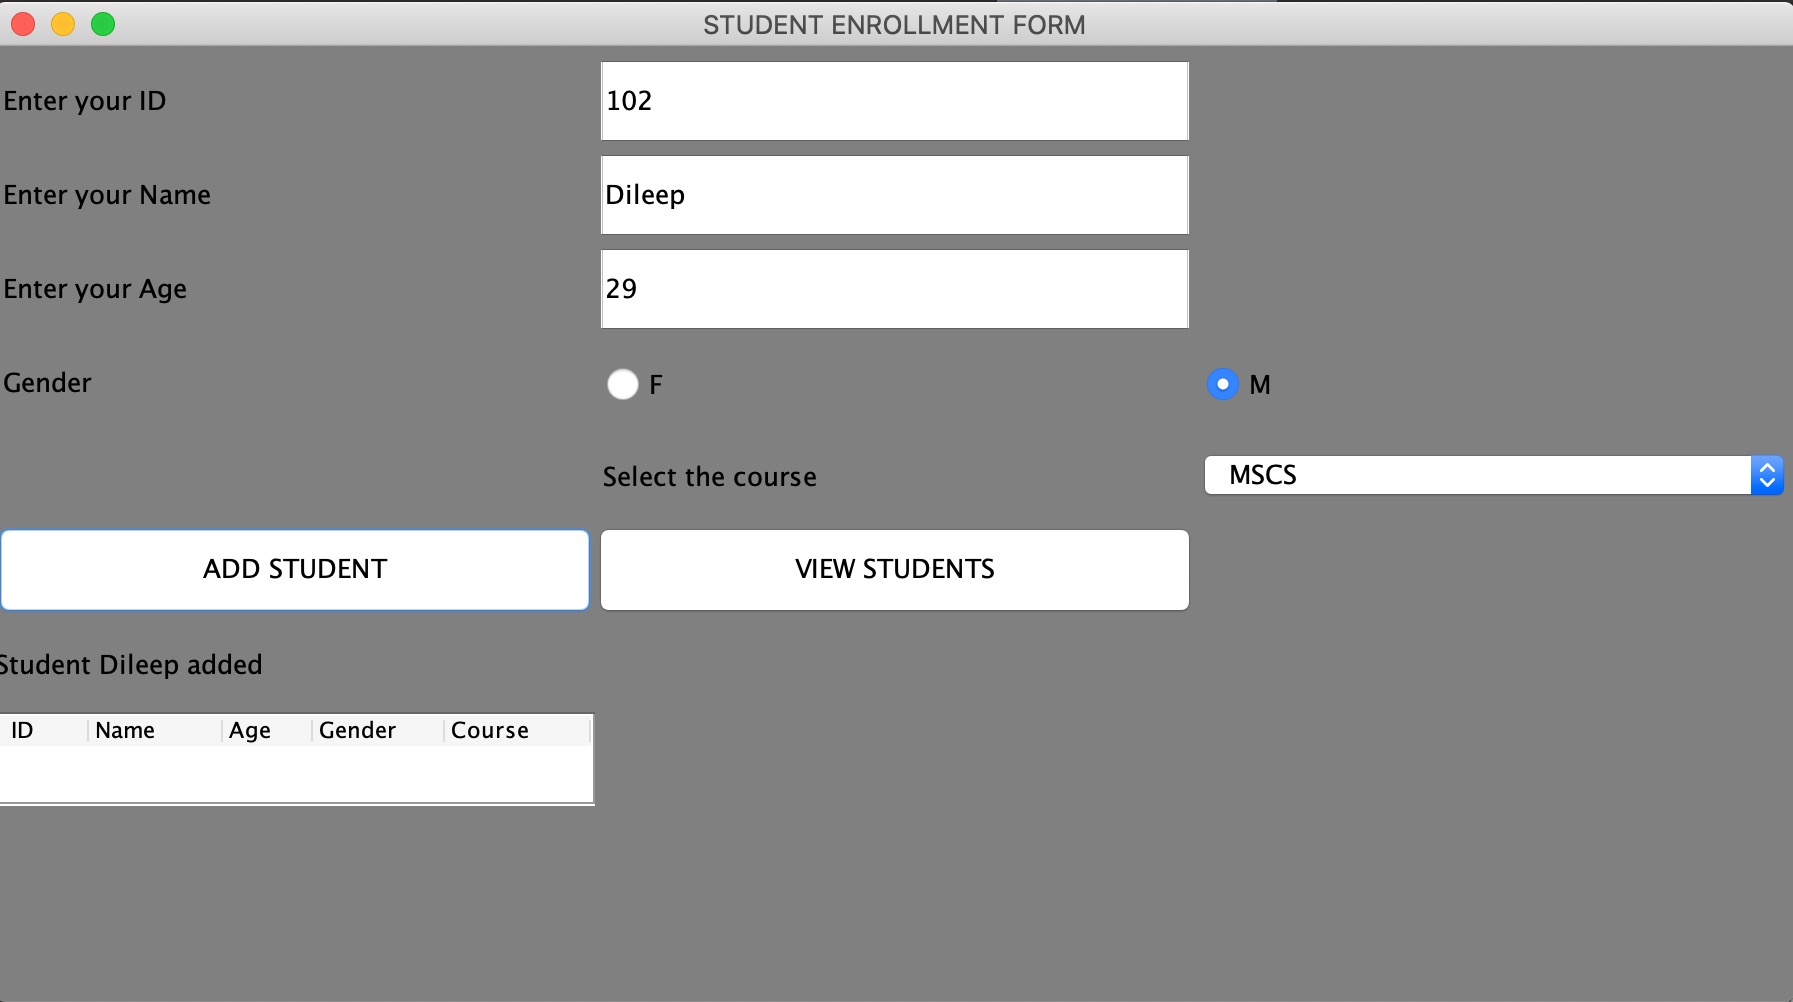 STUDENT ENROLLMENT FORM
Enter your ID 102
Enter your Name Dileep
Enter your Age 29
Gender F M
Select the course MSCS
ADD STUDENT VIEW STUDENTS
Student Dileep added
ID Name Age Gender Course